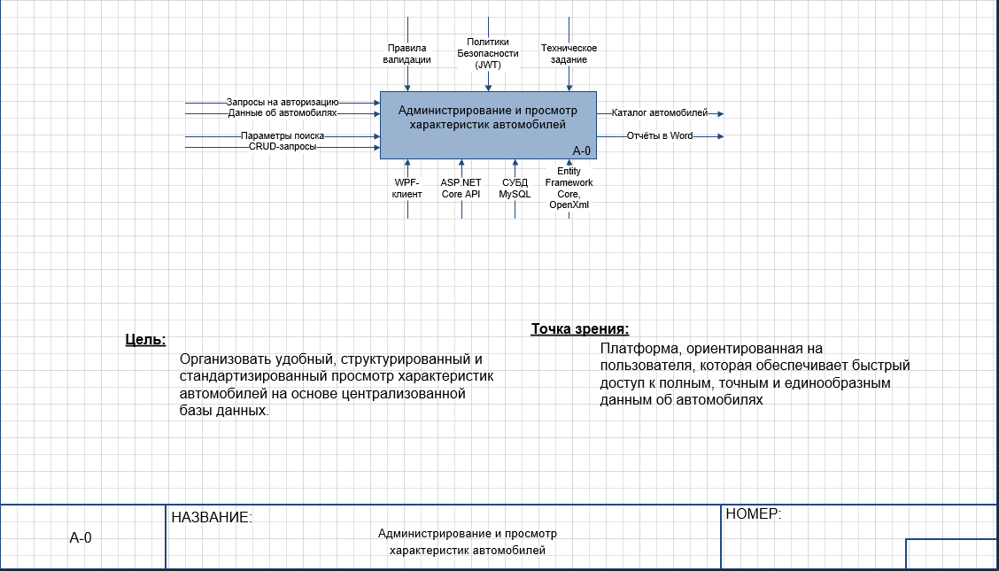 Правила
валидации
Политики
Безопасности
(JWT)
Техническое
задание
Запросы на авторизацию
Данные об автомобилях
Параметры поиска
CRUD-запросы
Администрирование и просмотр
характеристик автомобилей
A-0
Каталог автомобилей
Отчёты в Word
WPF-
клиент
ASP.NET
Core API
СУБД
MySQL
Entity
Framework
Core,
OpenXml
Цель:
Организовать удобный, структурированный и
стандартизированный просмотр характеристик
автомобилей на основе централизованной
базы данных.
Точка зрения:
Платформа, ориентированная на
пользователя, которая обеспечивает быстрый
доступ к полным, точным и единообразным
данным об автомобилях
A-0
НАЗВАНИЕ:
Администрирование и просмотр
характеристик автомобилей
НОМЕР: